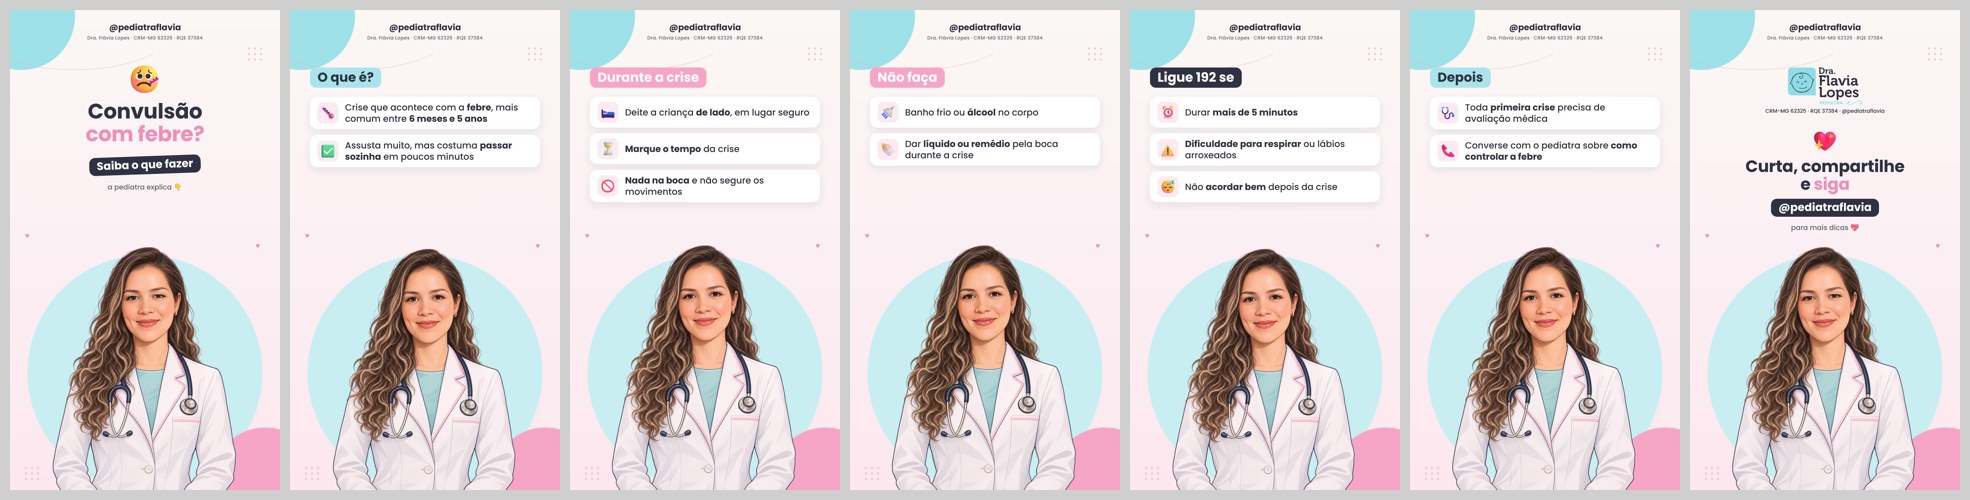 @pediatraflavia
Dra. Flávia Lopes · CRM-MG 62325 · RQE 37384
Convulsão
com febre?
Saiba o que fazer
a pediatra explica
@pediatraflavia
Dra. Flávia Lopes · CRM-MG 62325 · RQE 37384
O que é?
Crise que acontece com a febre, mais
comum entre 6 meses e 5 anos
Assusta muito, mas costuma passar
sozinha em poucos minutos
@pediatraflavia
Dra. Flávia Lopes · CRM-MG 62325 · RQE 37384
Durante a crise
Deite a criança de lado, em lugar seguro
Marque o tempo da crise
Nada na boca e não segure os
movimentos
@pediatraflavia
Dra. Flávia Lopes · CRM-MG 62325 · RQE 37384
Não faça
Banho frio ou álcool no corpo
Dar líquido ou remédio pela boca
durante a crise
@pediatraflavia
Dra. Flávia Lopes · CRM-MG 62325 · RQE 37384
Ligue 192 se
Durar mais de 5 minutos
Dificuldade para respirar ou lábios
arroxeados
Não acordar bem depois da crise
@pediatraflavia
Dra. Flávia Lopes · CRM-MG 62325 · RQE 37384
Depois
Toda primeira crise precisa de
avaliação médica
Converse com o pediatra sobre como
controlar a febre
@pediatraflavia
Dra. Flávia Lopes · CRM-MG 62325 · RQE 37384
Dra.
Flavia
Lopes
PEDIATRA
CRM-MG 62325 · RQE 37384 · @pediatraflavia
Curta, compartilhe
e siga
@pediatraflavia
para mais dicas